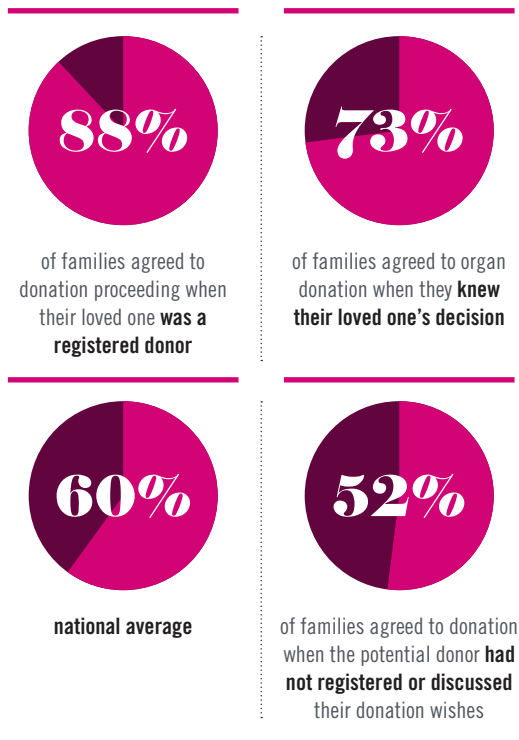 88%
of families agreed to
donation proceeding when
their loved one was a
registered donor
73%
of families agreed to organ
donation when they knew
their loved one's decision
60%
national average
52%
of families agreed to donation
when the potential donor had
not registered or discussed
their donation wishes